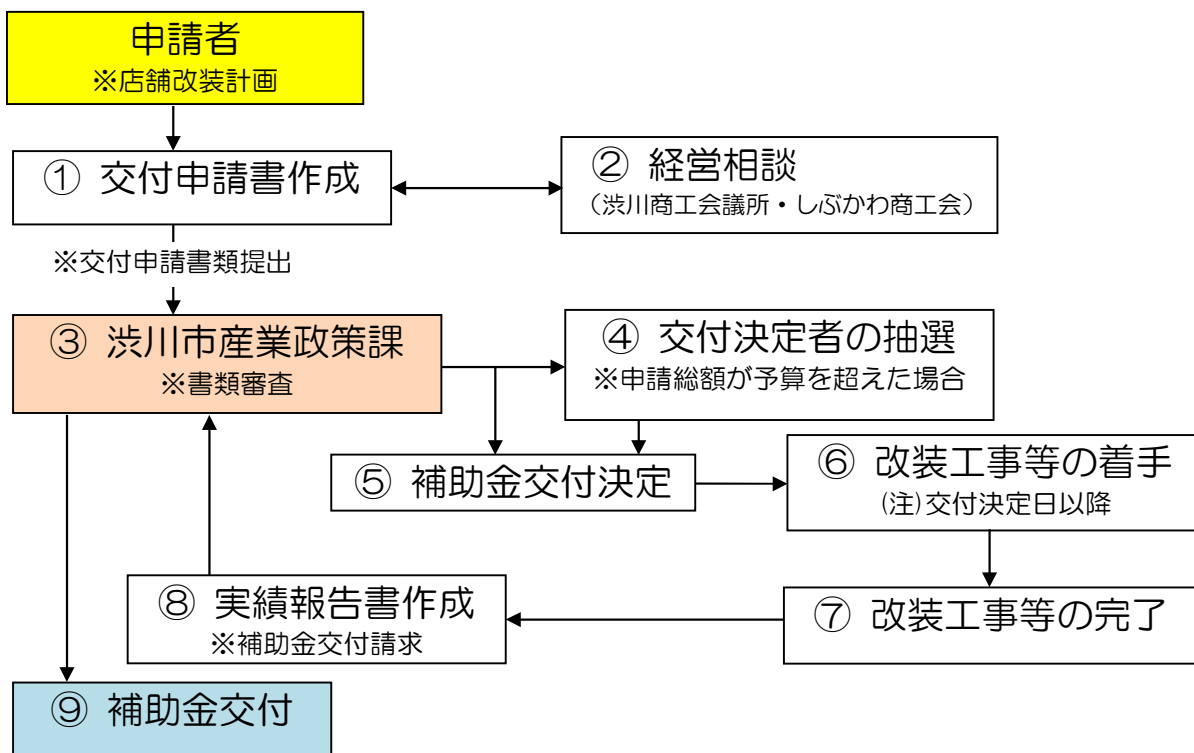 申請者
※店舗改装計画
① 交付申請書作成
② 経営相談
（渋川商工会議所・しぶかわ商工会）
※交付申請書類提出
③ 渋川市産業政策課
※書類審査
④ 交付決定者の抽選
※申請総額が予算を超えた場合
⑤ 補助金交付決定
⑥ 改装工事等の着手
(注)交付決定日以降
⑦ 改装工事等の完了
⑧ 実績報告書作成
※補助金交付請求
⑨ 補助金交付